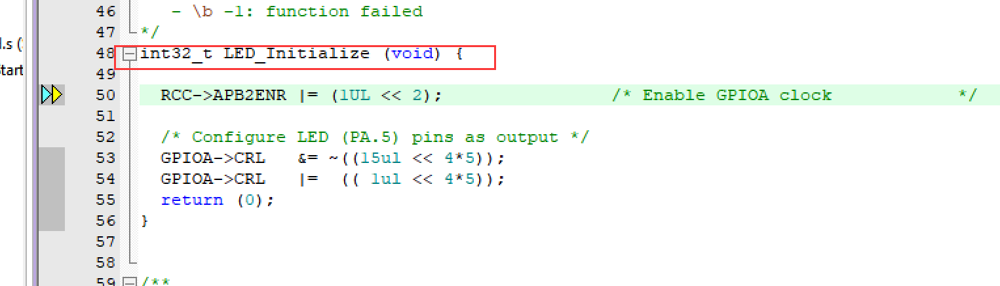 46 - \b -1: function failed
47 */
l.s (
48 int32_t LED_Initialize (void) {
Start
49
50 RCC->APB2ENR |= (1UL << 2); /* Enable GPIOA clock */
51
52 /* Configure LED (PA.5) pins as output */
53 GPIOA->CRL &= ~((15ul << 4*5));
54 GPIOA->CRL |= (( 1ul << 4*5));
55 return (0);
56 }
57
58
59 /**